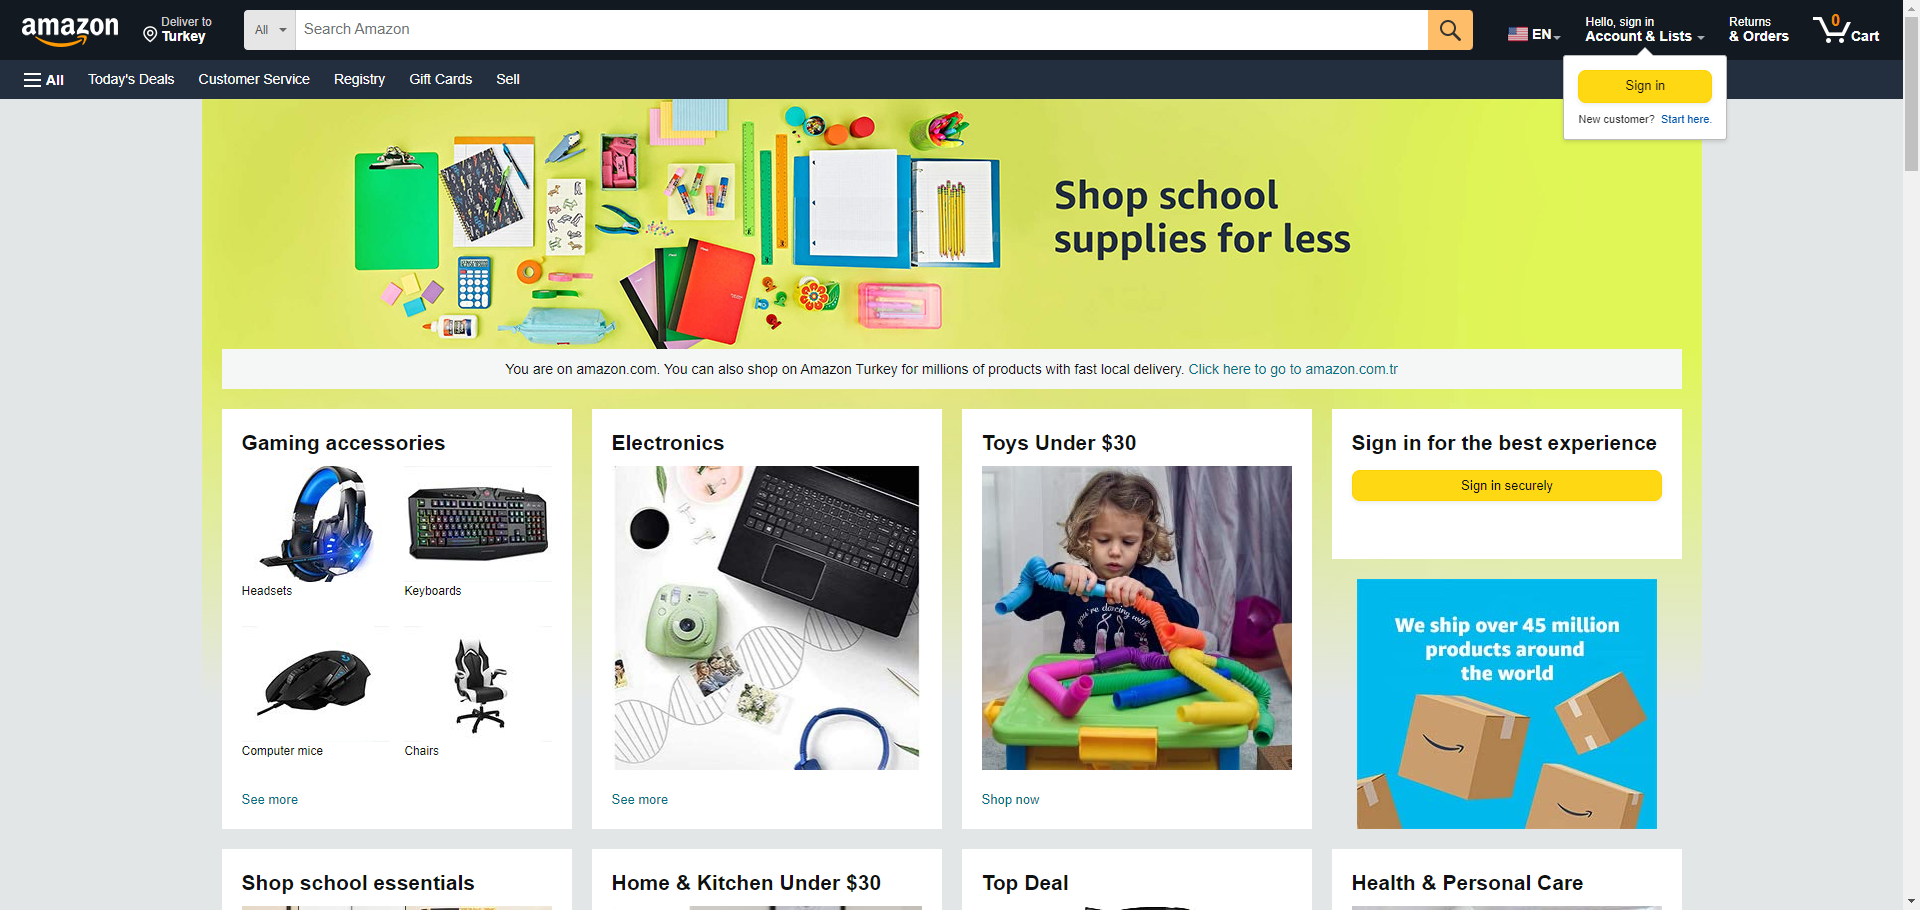 amazon
Deliver to
Turkey
All
Search Amazon
EN
Hello, sign in
Account & Lists
Returns
& Orders
0
Cart
All
Today's Deals
Customer Service
Registry
Gift Cards
Sell
Sign in
New customer? Start here.
Shop school
supplies for less
You are on amazon.com. You can also shop on Amazon Turkey for millions of products with fast local delivery. Click here to go to amazon.com.tr
Gaming accessories
Headsets
Keyboards
Computer mice
Chairs
See more
Electronics
See more
Toys Under $30
you're dancing with
Shop now
Sign in for the best experience
Sign in securely
We ship over 45 million
products around
the world
Shop school essentials
Home & Kitchen Under $30
Top Deal
Health & Personal Care